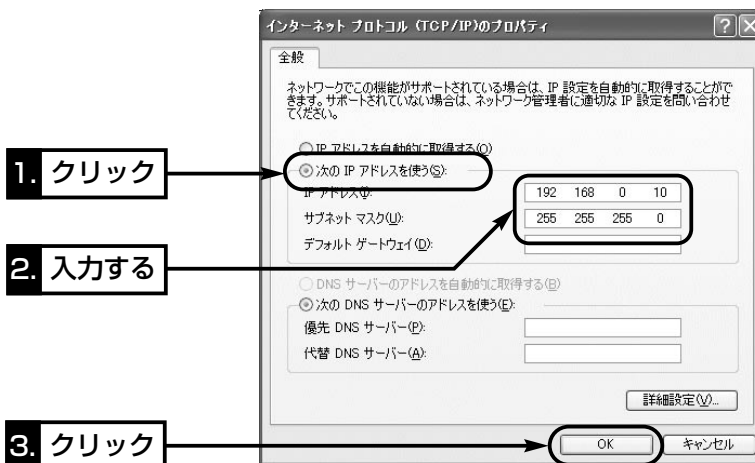 インターネット プロトコル (TCP/IP)のプロパティ
全般
ネットワークでこの機能がサポートされている場合は、IP 設定を自動的に取得することがで
きます。サポートされていない場合は、ネットワーク管理者に適切な IP 設定を問い合わせ
てください。
IP アドレスを自動的に取得する(O)
1. クリック
次の IP アドレスを使う(S):
IP アドレス(I): 192 168 0 10
サブネット マスク(U): 255 255 255 0
デフォルト ゲートウェイ(D):
2. 入力する
DNS サーバーのアドレスを自動的に取得する(B)
次の DNS サーバーのアドレスを使う(E):
優先 DNS サーバー(P):
代替 DNS サーバー(A):
詳細設定(V)...
3. クリック
OK キャンセル